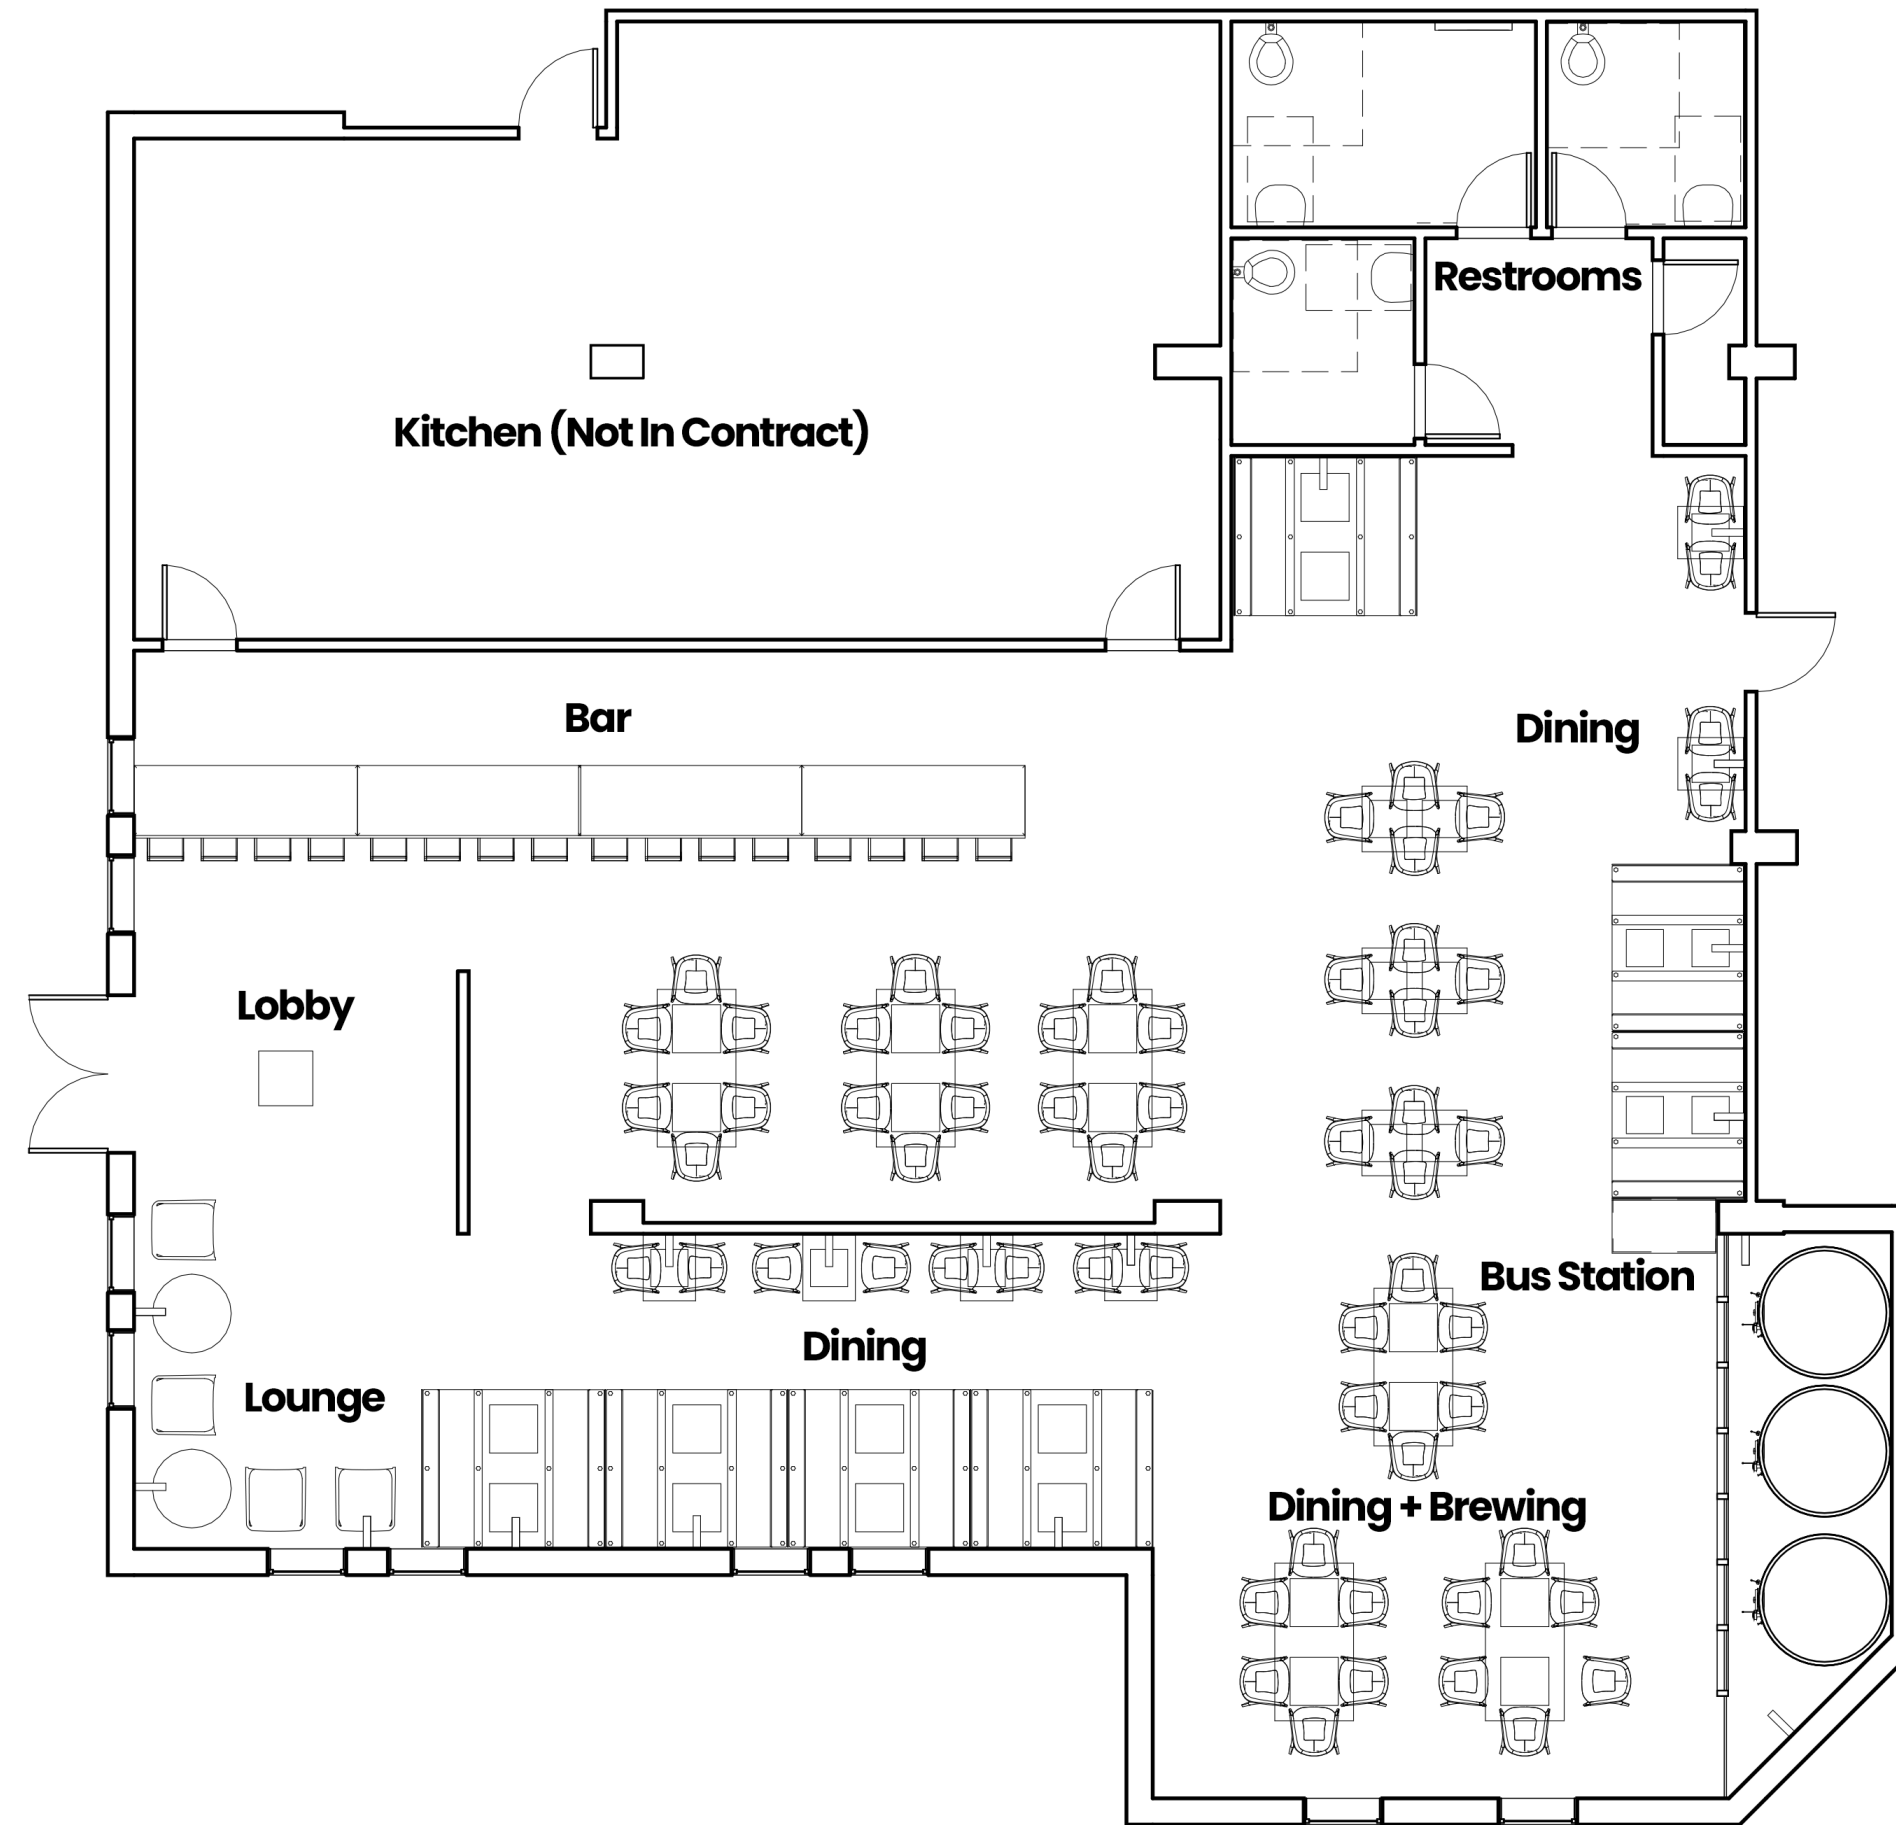 Restrooms
Kitchen (Not In Contract)
Bar
Dining
Lobby
Bus Station
Dining
Lounge
Dining + Brewing